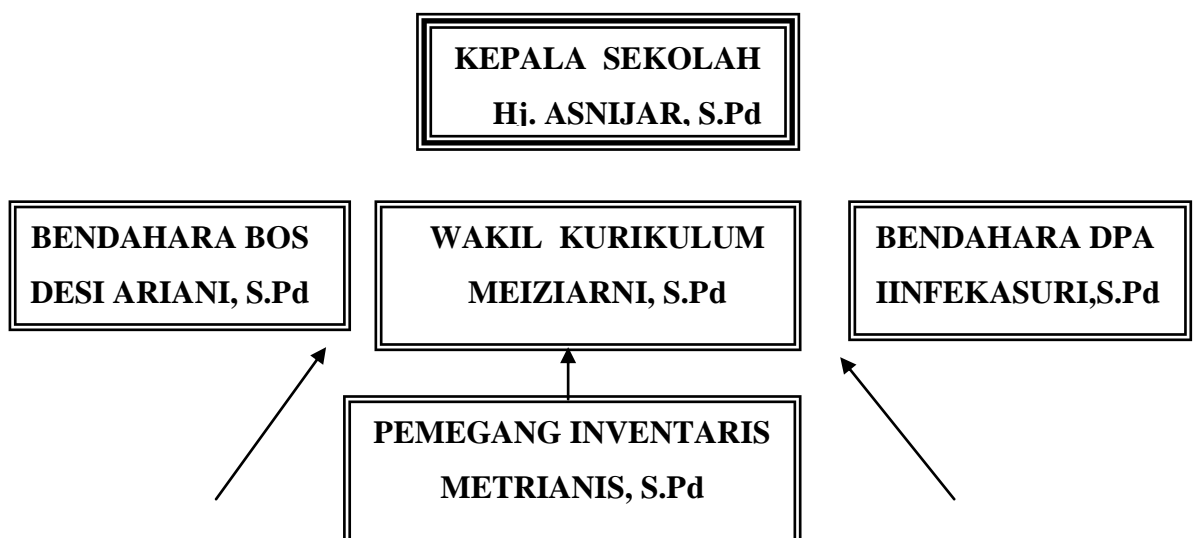 KEPALA SEKOLAH
Hj. ASNIJAR, S.Pd
BENDAHARA BOS
DESI ARIANI, S.Pd
WAKIL KURIKULUM
MEIZIARNI, S.Pd
BENDAHARA DPA
IINFEKASURI,S.Pd
PEMEGANG INVENTARIS
METRIANIS, S.Pd